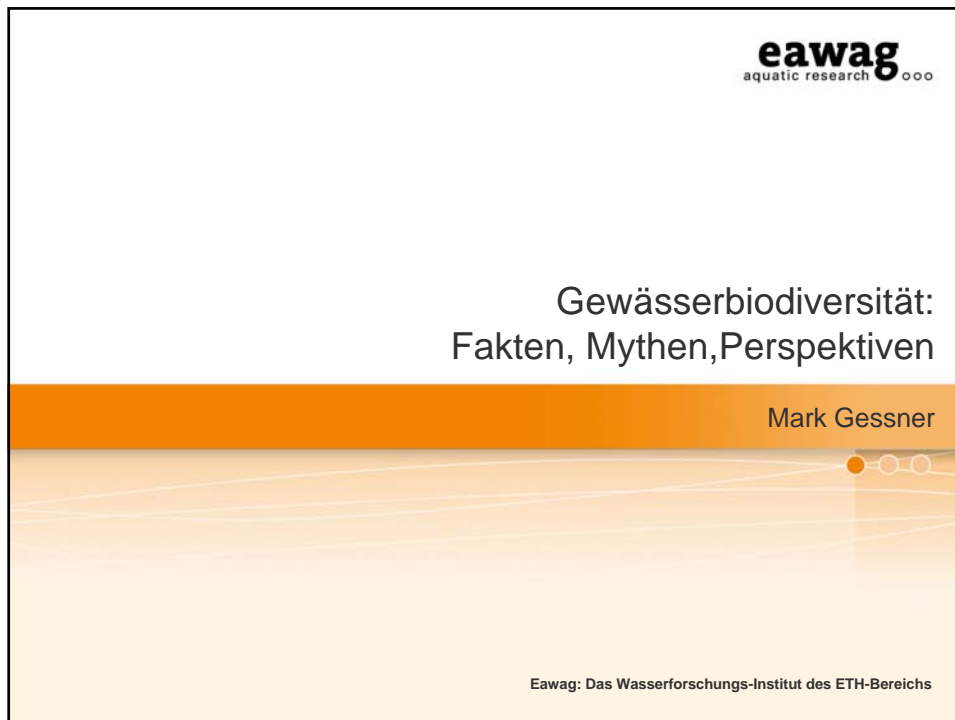 eawag
aquatic research
Gewässerbiodiversität:
Fakten, Mythen,Perspektiven
Mark Gessner
Eawag: Das Wasserforschungs-Institut des ETH-Bereichs